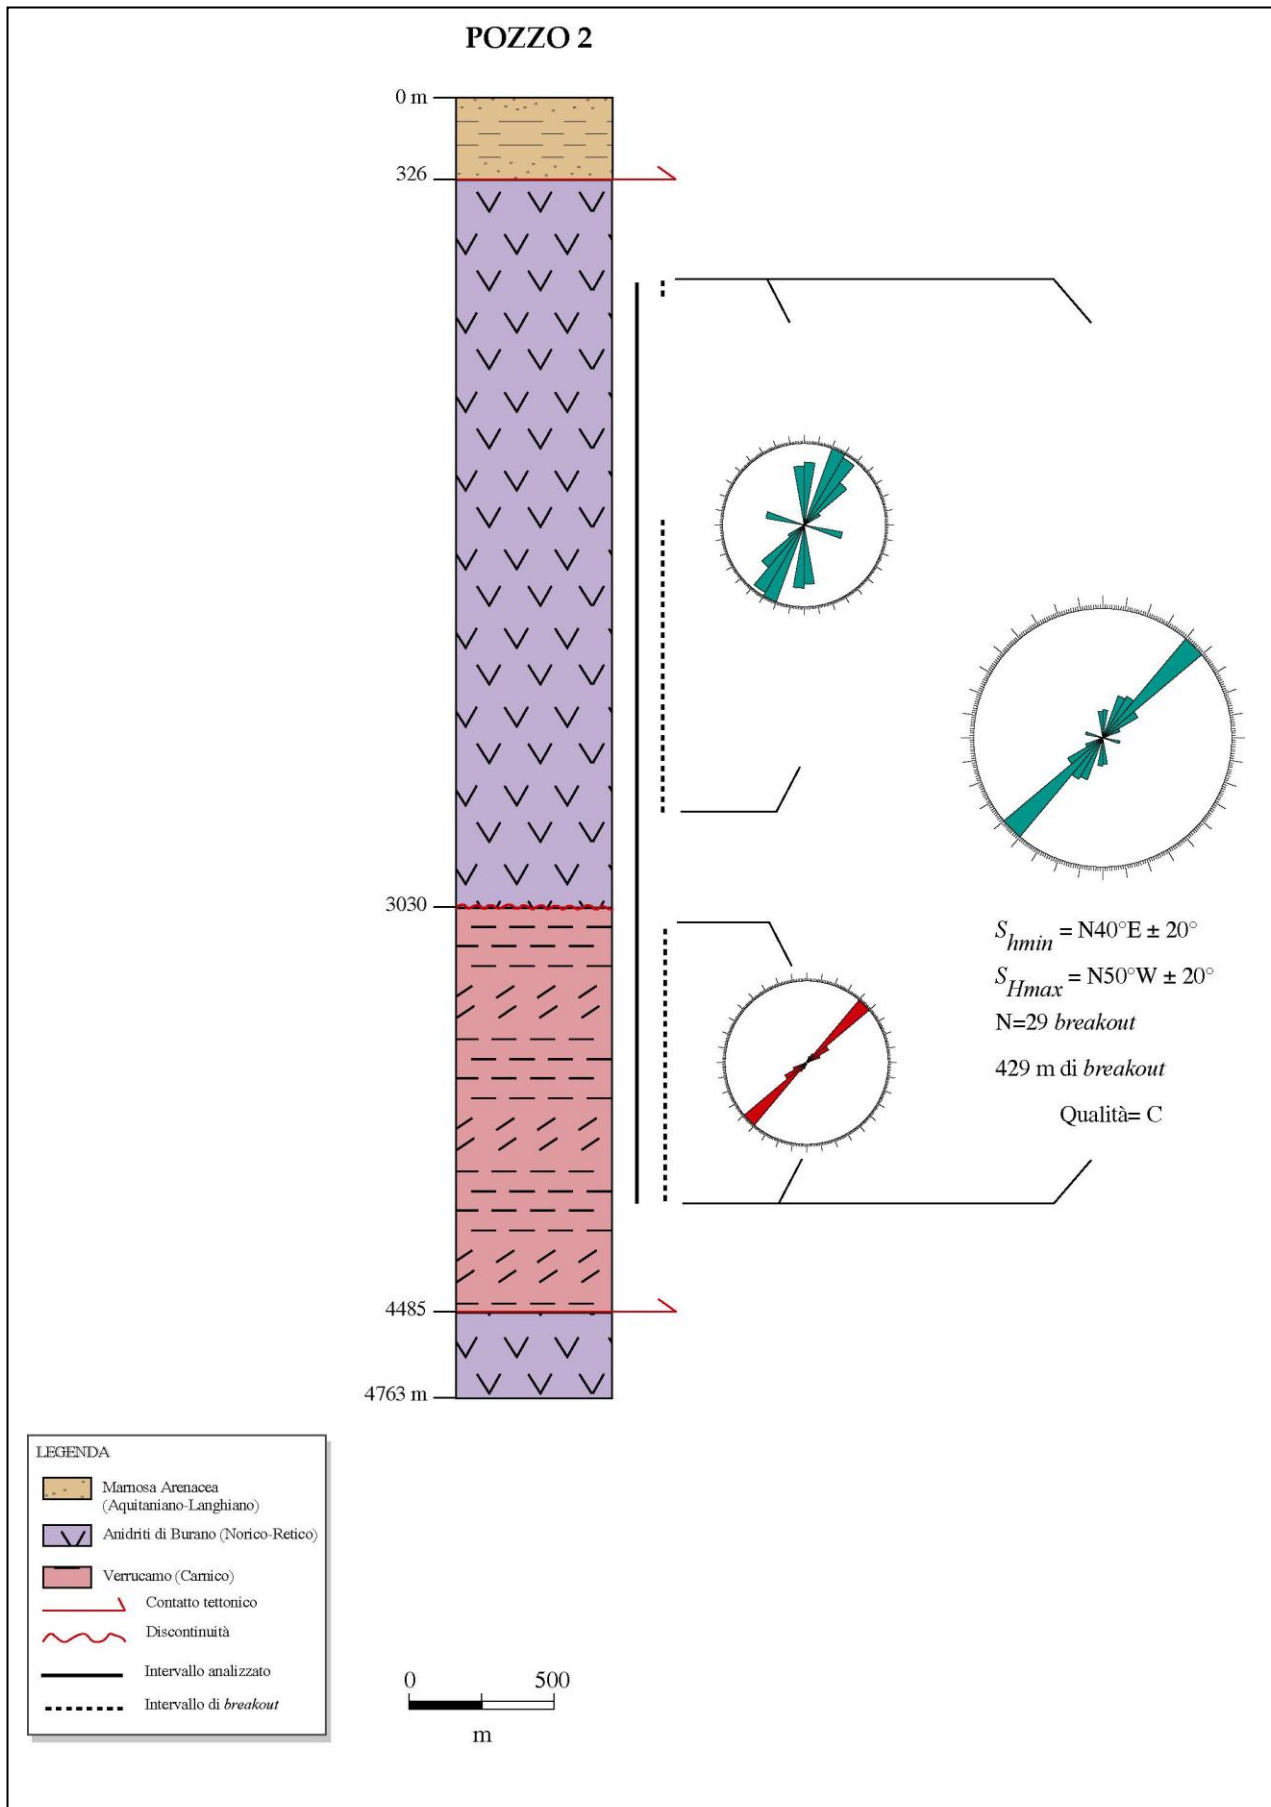 POZZO 2
0 m
326
3030
4485
4763 m
S_hmin = N40°E ± 20°
S_Hmax = N50°W ± 20°
N=29 breakout
429 m di breakout
Qualità= C
LEGENDA
Marnosa Arenacea
(Aquitaniano-Langhiano)
Anidriti di Burano (Norico-Retico)
Verrucamo (Carnico)
Contatto tettonico
Discontinuità
Intervallo analizzato
Intervallo di breakout
0 500
m